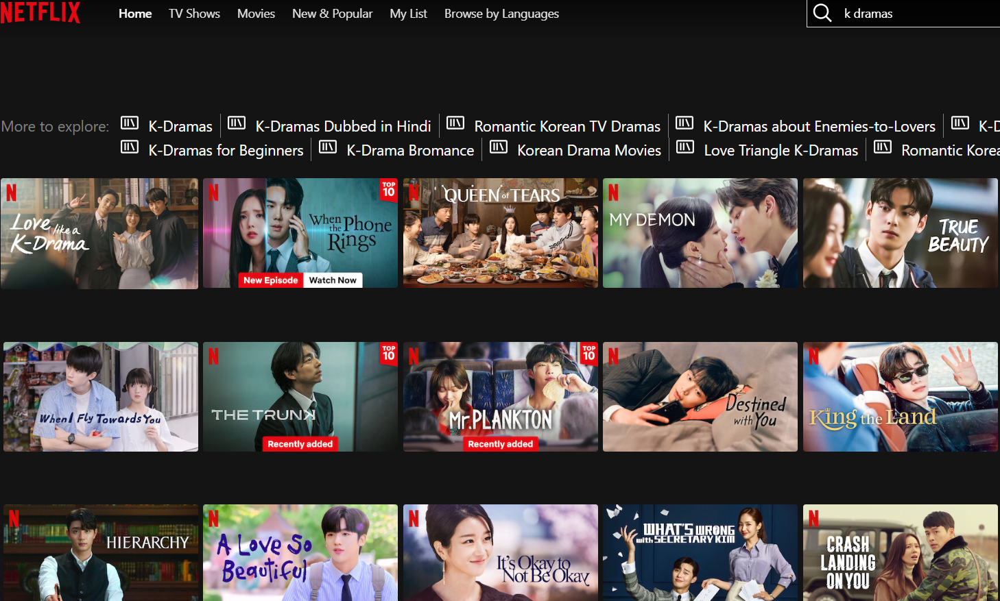 NETFLIX
Home TV Shows Movies New & Popular My List Browse by Languages
k dramas
More to explore: K-Dramas K-Dramas Dubbed in Hindi Romantic Korean TV Dramas K-Dramas about Enemies-to-Lovers K-D
K-Dramas for Beginners K-Drama Bromance Korean Drama Movies Love Triangle K-Dramas Romantic Korea
N
Love like a
K-Drama
N
TOP
10
When the Phone
Rings
New Episode Watch Now
N
QUEEN of TEARS
N
MY DEMON
TRUE
BEAUTY
When I Fly Towards You
N
TOP
10
THE TRUNK
Recently added
N
TOP
10
Mr. PLANKTON
Recently added
N
Destined
with You
N
King the Land
N
HIERARCHY
N
A Love So
Beautiful
N
It's Okay to
Not Be Okay
WHAT'S WRONG
with SECRETARY KIM
N
CRASH
LANDING
ON YOU